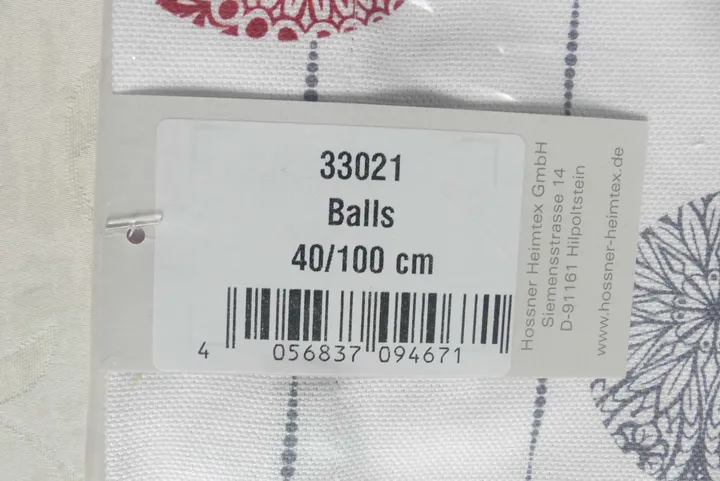 33021
Balls
40/100 cm
4 056837 094671
Hossner Heimtex GmbH
Siemensstrasse 14
D-91161 Hilpoltstein
www.hossner-heimtex.de